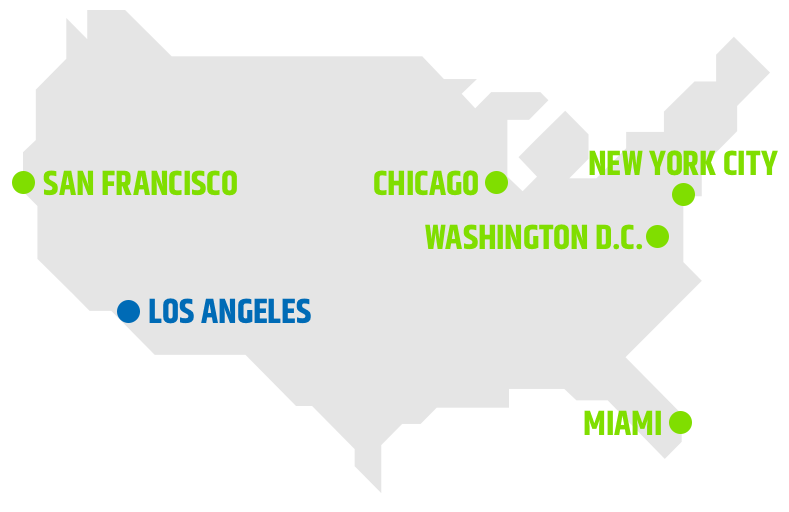 NEW YORK CITY
SAN FRANCISCO
CHICAGO
WASHINGTON D.C.
LOS ANGELES
MIAMI